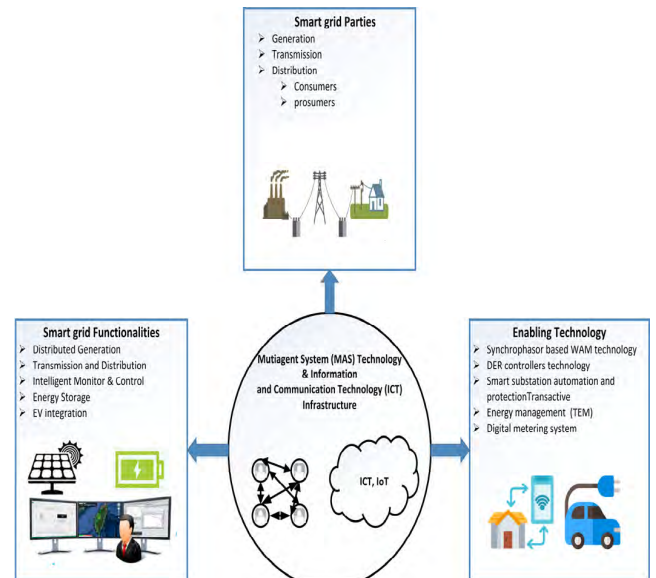 Smart grid Parties
➢ Generation
➢ Transmission
➢ Distribution
➢ Consumers
➢ prosumers
Smart grid Functionalities
➢ Distributed Generation
➢ Transmission and Distribution
➢ Intelligent Monitor & Control
➢ Energy Storage
➢ EV integration
Mutiagent System (MAS) Technology
& Information
and Communication Technology (ICT)
Infrastructure
ICT, IoT
Enabling Technology
➢ Synchrophasor based WAM technology
➢ DER controllers technology
➢ Smart substation automation and
protectionTransactive
➢ Energy management (TEM)
➢ Digital metering system